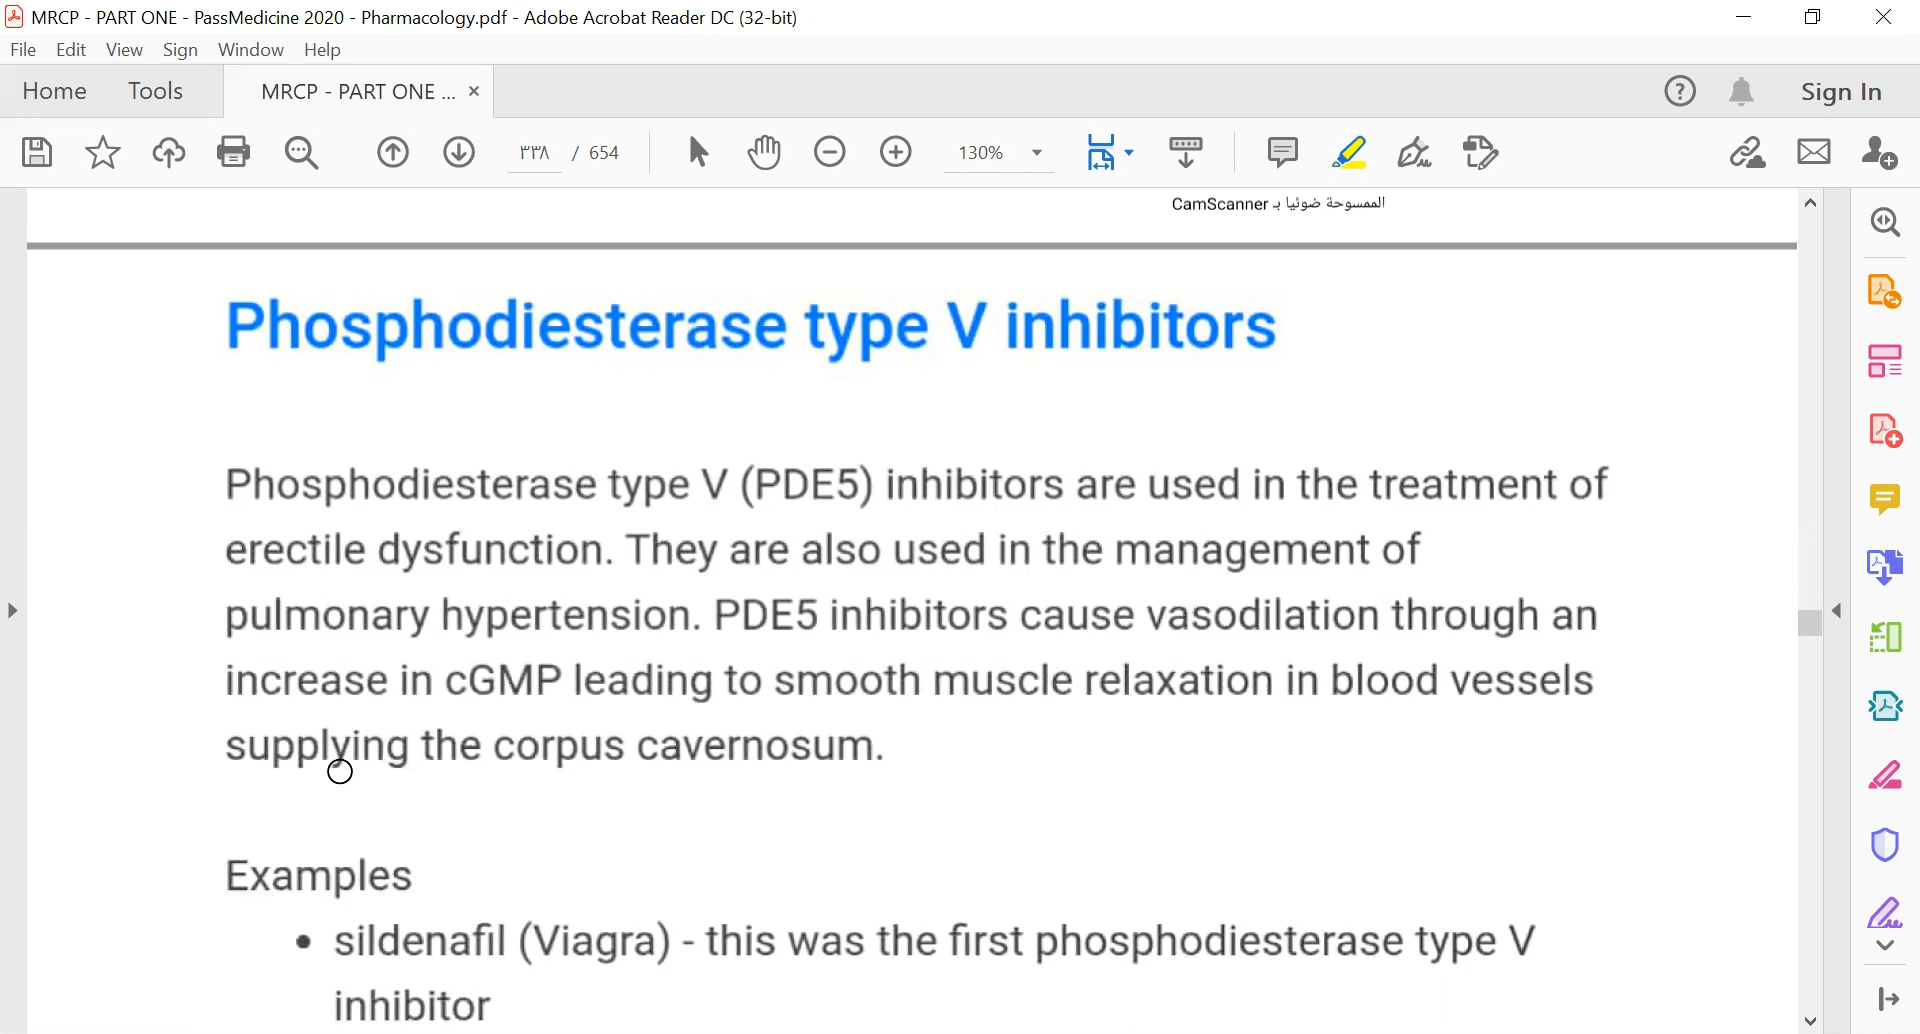 MRCP - PART ONE - PassMedicine 2020 - Pharmacology.pdf - Adobe Acrobat Reader DC (32-bit)
File Edit View Sign Window Help
Home Tools MRCP - PART ONE ... × Sign In
٣٣٨ / 654 130%
الممسوحة ضوئيا بـ CamScanner
Phosphodiesterase type V inhibitors
Phosphodiesterase type V (PDE5) inhibitors are used in the treatment of
erectile dysfunction. They are also used in the management of
pulmonary hypertension. PDE5 inhibitors cause vasodilation through an
increase in cGMP leading to smooth muscle relaxation in blood vessels
supplying the corpus cavernosum.
Examples
• sildenafil (Viagra) - this was the first phosphodiesterase type V
inhibitor